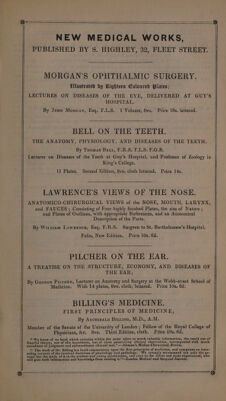 NEW MEDICAL WORKS,
PUBLISHED BY S. HIGHLEY, 32, FLEET STREET.
MORGAN'S OPHTHALMIC SURGERY.
Illustrated by Eighteen Coloured Plates:
LECTURES ON DISEASES OF THE EYE, DELIVERED AT GUY'S
HOSPITAL.
By JOHN MORGAN, Esq. F.L.S. 1 Volume, 8vo. Price 18s. lettered.
BELL ON THE TEETH.
THE ANATOMY, PHYSIOLOGY, AND DISEASES OF THE TEETH.
By THOMAS BELL, F.R.S. F.L.S. F.G.S.
Lecturer on Diseases of the Teeth at Guy's Hospital, and Professor of Zoology in
King's College.
11 Plates. Second Edition, 8vo. cloth lettered. Price 14s.
LAWRENCE'S VIEWS OF THE NOSE.
ANATOMICO-CHIRURGICAL VIEWS of the NOSE, MOUTH, LARYNX,
and FAUCES; Consisting of Four highly finished Plates, the size of Nature;
and Plates of Outlines, with appropriate References, and an Anatomical
Description of the Parts.
By WILLIAM LAWRENCE, Esq. F.R.S. Surgeon to St. Bartholomew's Hospital.
Folio, New Edition. Price 10s. 6d.
PILCHER ON THE EAR.
A TREATISE ON THE STRUCTURE, ECONOMY, AND DISEASES OF
THE EAR,
By GEORGE PILCHER, Lecturer on Anatomy and Surgery at the Webb-street School of
Medicine. With 14 plates, 8vo. cloth, lettered. Price 10s. 6d.
BILLING'S MEDICINE.
FIRST PRINCIPLES OF MEDICINE,
By ARCHIBALD BILLING, M.D., A.M.
Member of the Senate of the University of London; Fellow of the Royal College of
Physicians, &c. 8vo. Third Edition, cloth. Price 10s. 6d.